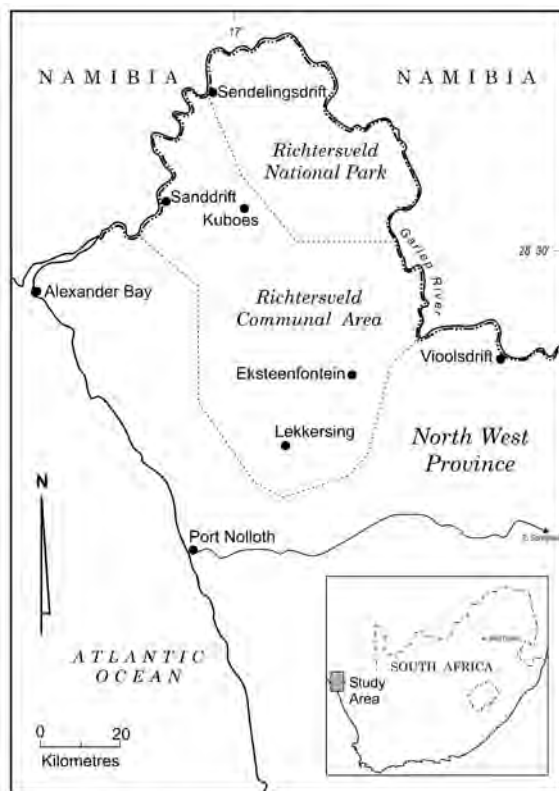 17°
NAMIBIA
NAMIBIA
Sendelingsdrift
Richtersveld
National Park
Sanddrift
Kuboes
Gariep River
28 30'
Alexander Bay
Richtersveld
Communal Area
Vioolsdrift
Eksteenfontein
North West
Province
Lekkersing
N
Port Nolloth
ATLANTIC
OCEAN
SOUTH AFRICA
Study
Area
0 20
Kilometres